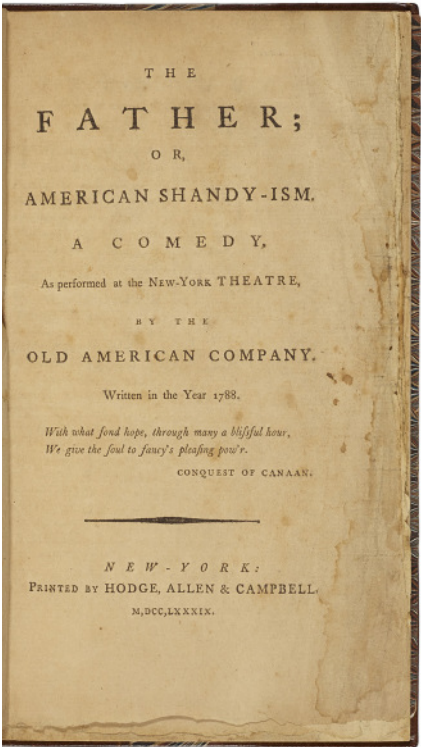 THE
FATHER;
OR,
AMERICAN SHANDY-ISM.
A COMEDY,
As performed at the NEW-YORK THEATRE,
BY THE
OLD AMERICAN COMPANY.
Written in the Year 1788.
With what fond hope, through many a bliſsful hour,
We give the ſoul to fancy's pleaſing pow'r.
CONQUEST OF CANAAN.
NEW-YORK:
PRINTED BY HODGE, ALLEN & CAMPBELL.
M,DCC,LXXXIX.